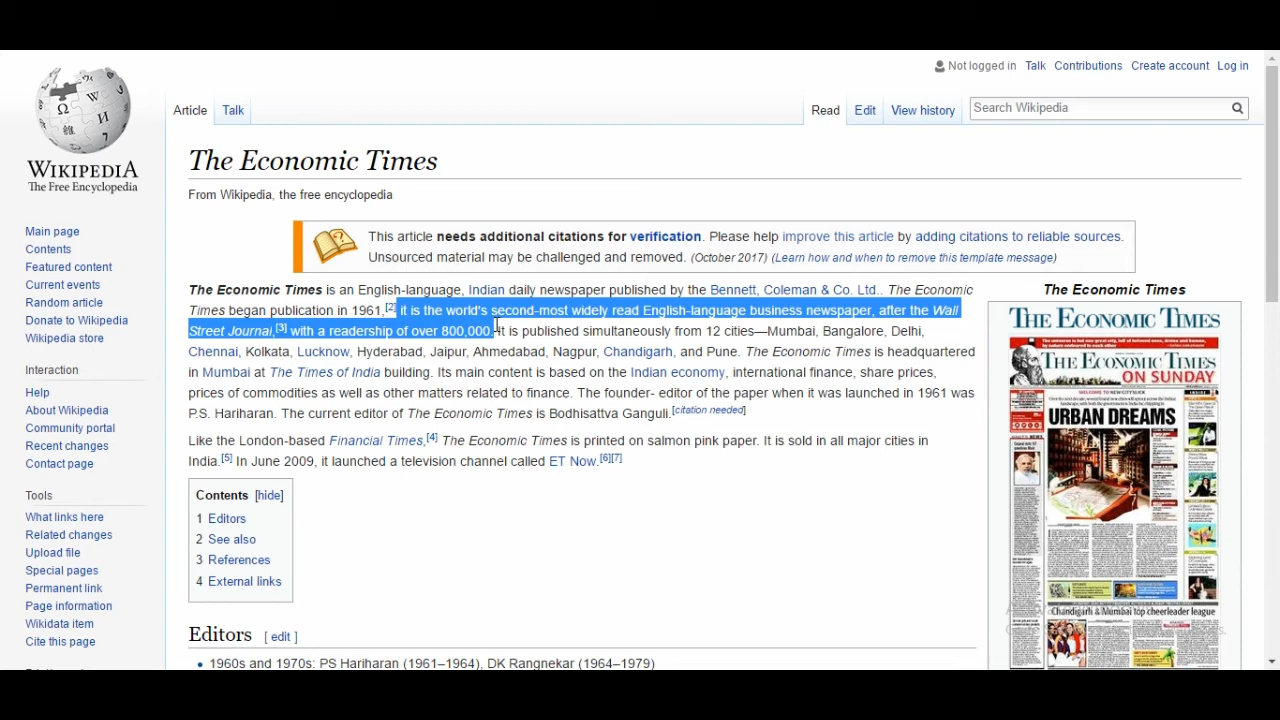 Not logged in Talk Contributions Create account Log in
Article Talk Read Edit View history Search Wikipedia
WIKIPEDIA
The Free Encyclopedia
Main page
Contents
Featured content
Current events
Random article
Donate to Wikipedia
Wikipedia store
Interaction
Help
About Wikipedia
Community portal
Recent changes
Contact page
Tools
What links here
Related changes
Upload file
Special pages
Permanent link
Page information
Wikidata item
Cite this page
The Economic Times
From Wikipedia, the free encyclopedia
This article needs additional citations for verification. Please help improve this article by adding citations to reliable sources.
Unsourced material may be challenged and removed. (October 2017) (Learn how and when to remove this template message)
The Economic Times is an English-language, Indian daily newspaper published by the Bennett, Coleman & Co. Ltd.. The Economic
Times began publication in 1961,[2] it is the world's second-most widely read English-language business newspaper, after the Wall
Street Journal,[3] with a readership of over 800,000. It is published simultaneously from 12 cities—Mumbai, Bangalore, Delhi,
Chennai, Kolkata, Lucknow, Hyderabad, Jaipur, Ahmedabad, Nagpur, Chandigarh, and Pune. The Economic Times is headquartered
in Mumbai at The Times of India building. Its main content is based on the Indian economy, international finance, share prices,
prices of commodities as well as other matters related to finance. The founder- editor of the paper when it was launched in 1961 was
P.S. Hariharan. The current editor of The Economic Times is Bodhisattva Ganguli.[citation needed]
Like the London-based Financial Times,[4] The Economic Times is printed on salmon pink paper. It is sold in all major cities in
India.[5] In June 2009, it launched a television channel called ET Now.[6][7]
Contents [hide]
1 Editors
2 See also
3 References
4 External links
Editors [ edit ]
The Economic Times
THE ECONOMIC TIMES
THE ECONOMIC TIMES
ON SUNDAY
URBAN DREAMS
Chandigarh & Mumbai top cheerleader league